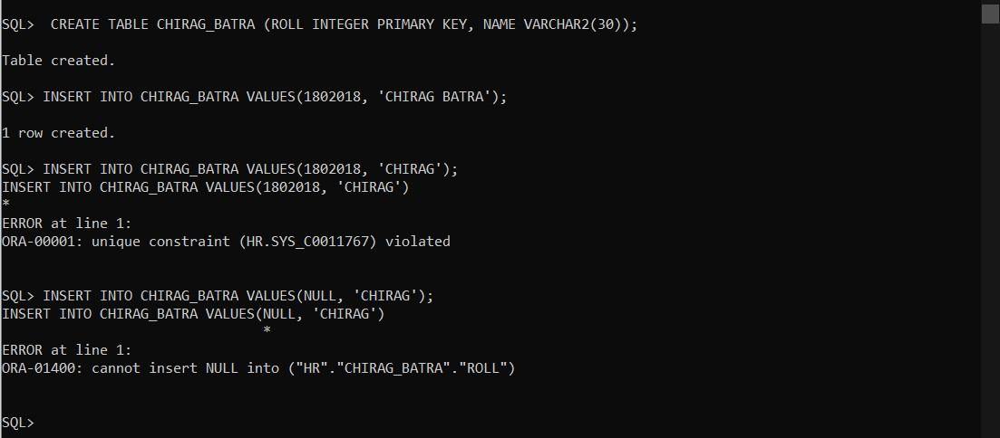 SQL>  CREATE TABLE CHIRAG_BATRA (ROLL INTEGER PRIMARY KEY, NAME VARCHAR2(30));
Table created.
SQL> INSERT INTO CHIRAG_BATRA VALUES(1802018, 'CHIRAG BATRA');
1 row created.
SQL> INSERT INTO CHIRAG_BATRA VALUES(1802018, 'CHIRAG');
INSERT INTO CHIRAG_BATRA VALUES(1802018, 'CHIRAG')
*
ERROR at line 1:
ORA-00001: unique constraint (HR.SYS_C0011767) violated
SQL> INSERT INTO CHIRAG_BATRA VALUES(NULL, 'CHIRAG');
INSERT INTO CHIRAG_BATRA VALUES(NULL, 'CHIRAG')
                                *
ERROR at line 1:
ORA-01400: cannot insert NULL into ("HR"."CHIRAG_BATRA"."ROLL")
SQL>